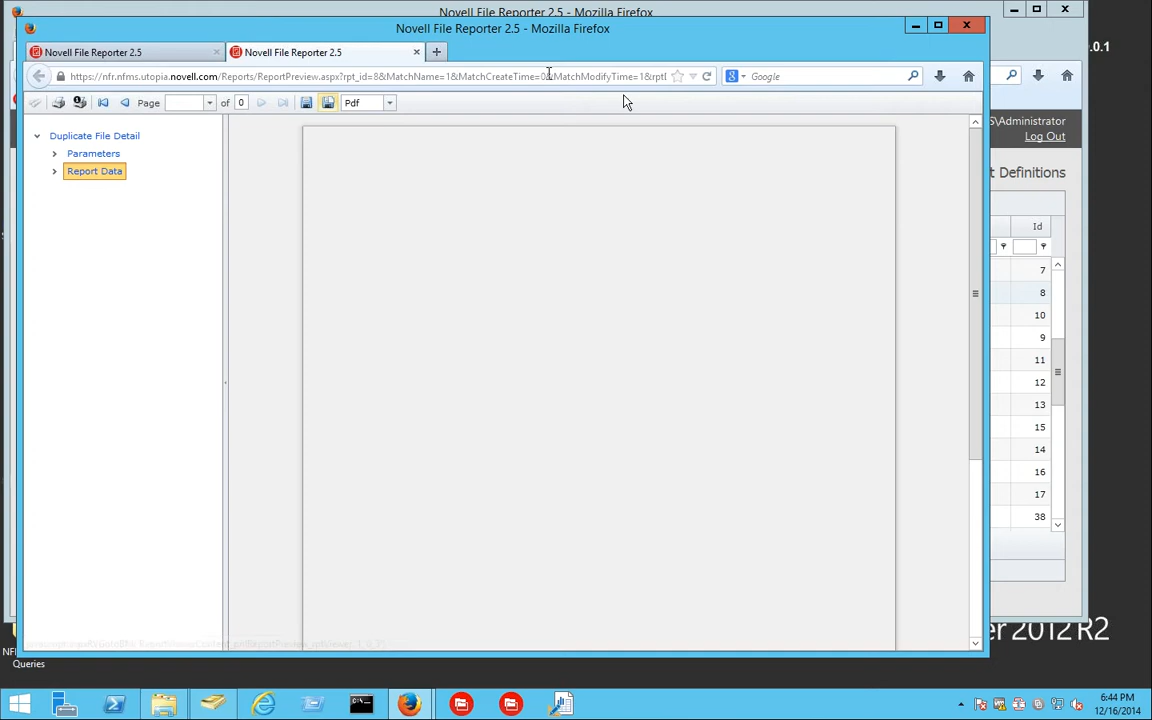 Novell File Reporter 2.5 - Mozilla Firefox
Novell File Reporter 2.5 - Mozilla Firefox
Novell File Reporter 2.5
Novell File Reporter 2.5
.0.1
https://nfr.nfms.utopia.novell.com/Reports/ReportPreview.aspx?rpt_id=8&MatchName=1&MatchCreateTime=0&MatchModifyTime=1&rptI
Google
Page
of
0
Pdf
S\Administrator
Log Out
Duplicate File Detail
Parameters
Report Data
t Definitions
Id
7
8
10
9
11
12
13
15
14
16
17
38
er 2012 R2
NFI
Queries
6:44 PM
12/16/2014